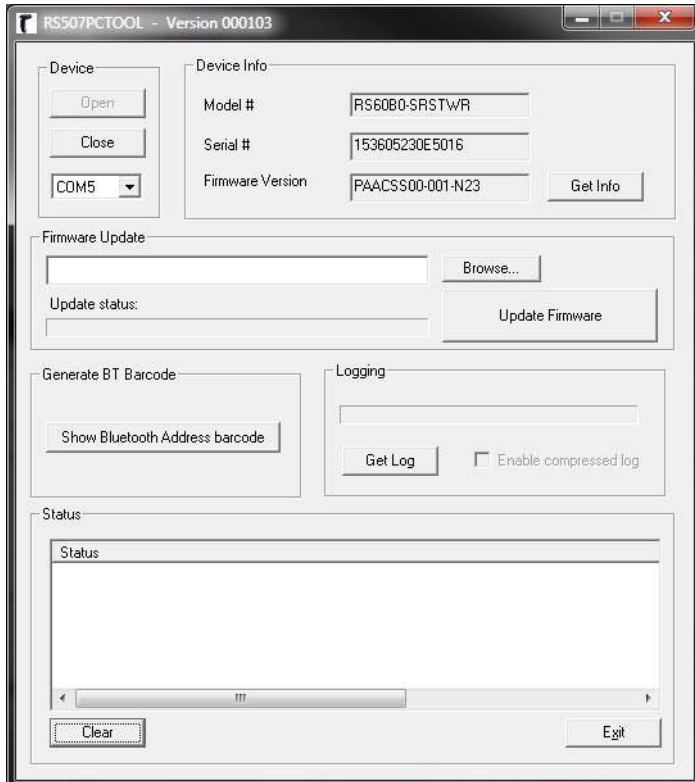 RS507PCTOOL - Version 000103
Device
Open
Close
COM5
Device Info
Model #
RS60B0-SRSTWR
Serial #
153605230E5016
Firmware Version
PAACSS00-001-N23
Get Info
Firmware Update
Browse...
Update status:
Update Firmware
Generate BT Barcode
Show Bluetooth Address barcode
Logging
Get Log
Enable compressed log
Status
Status
Clear
Exit